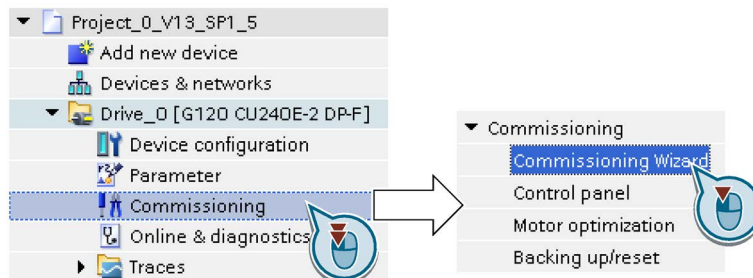 Project_0_V13_SP1_5
Add new device
Devices & networks
Drive_0 [G120 CU240E-2 DP-F]
Device configuration
Parameter
Commissioning
Online & diagnostics
Traces
Commissioning
Commissioning Wizard
Control panel
Motor optimization
Backing up/reset